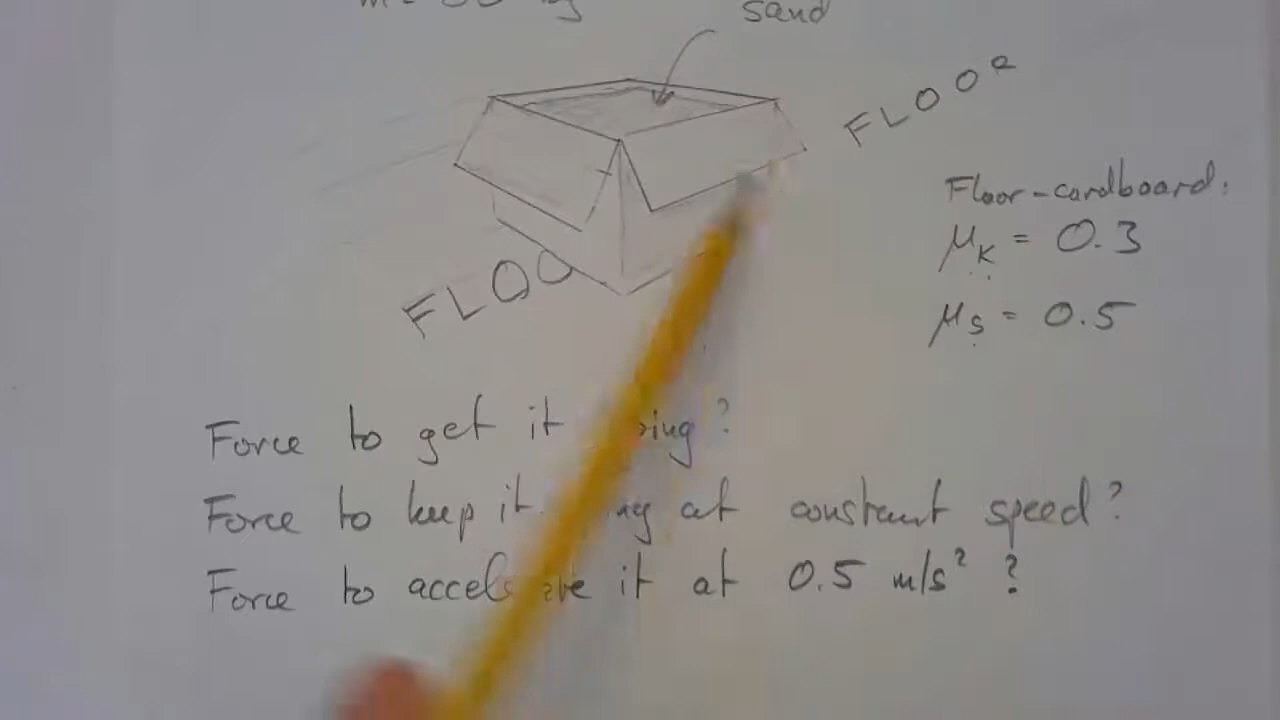 sand
FLOOR
Floor-cardboard:
μK = 0.3
μS = 0.5
FLOO
Force to get it ?
Force to keep it at constant speed?
Force to it at 0.5 m/s² ?